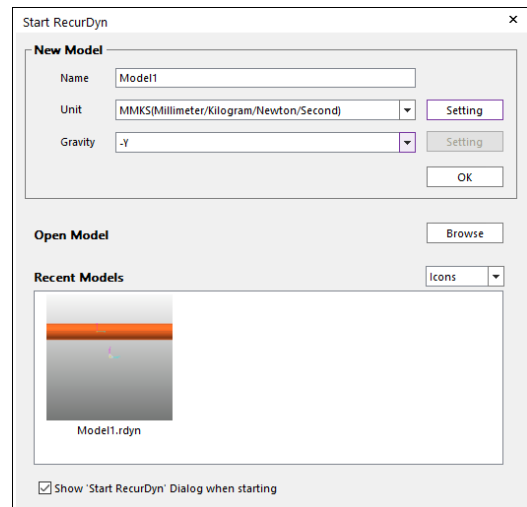 Start RecurDyn
New Model
Name Model1
Unit MMKS(Millimeter/Kilogram/Newton/Second) Setting
Gravity -Y Setting
OK
Open Model Browse
Recent Models Icons
Model1.rdyn
Show 'Start RecurDyn' Dialog when starting